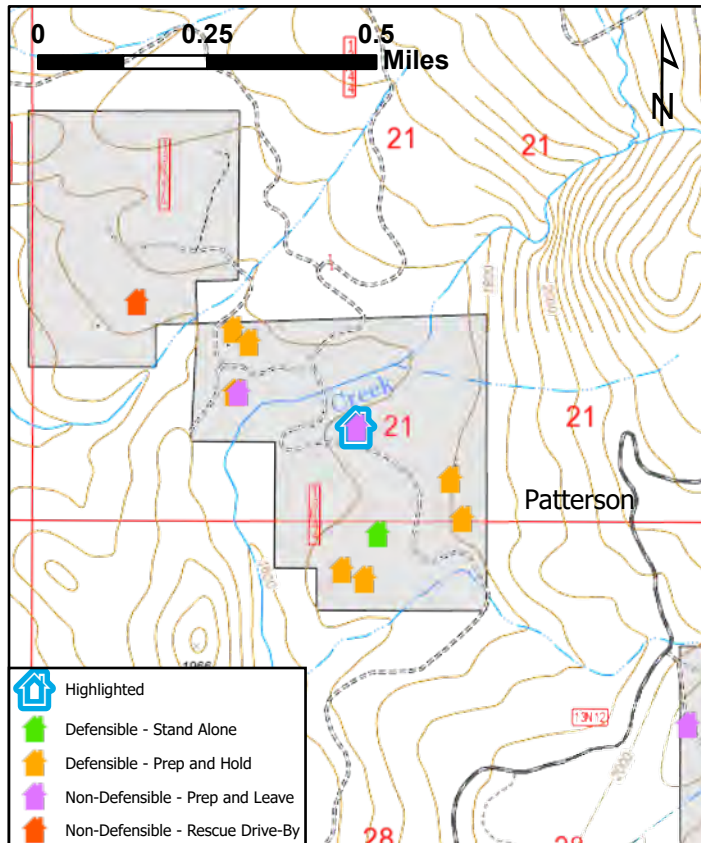 0 0.25 0.5
Miles
N
21
21
Creek
21
21
Patterson
13N12
28
28
Highlighted
Defensible - Stand Alone
Defensible - Prep and Hold
Non-Defensible - Prep and Leave
Non-Defensible - Rescue Drive-By